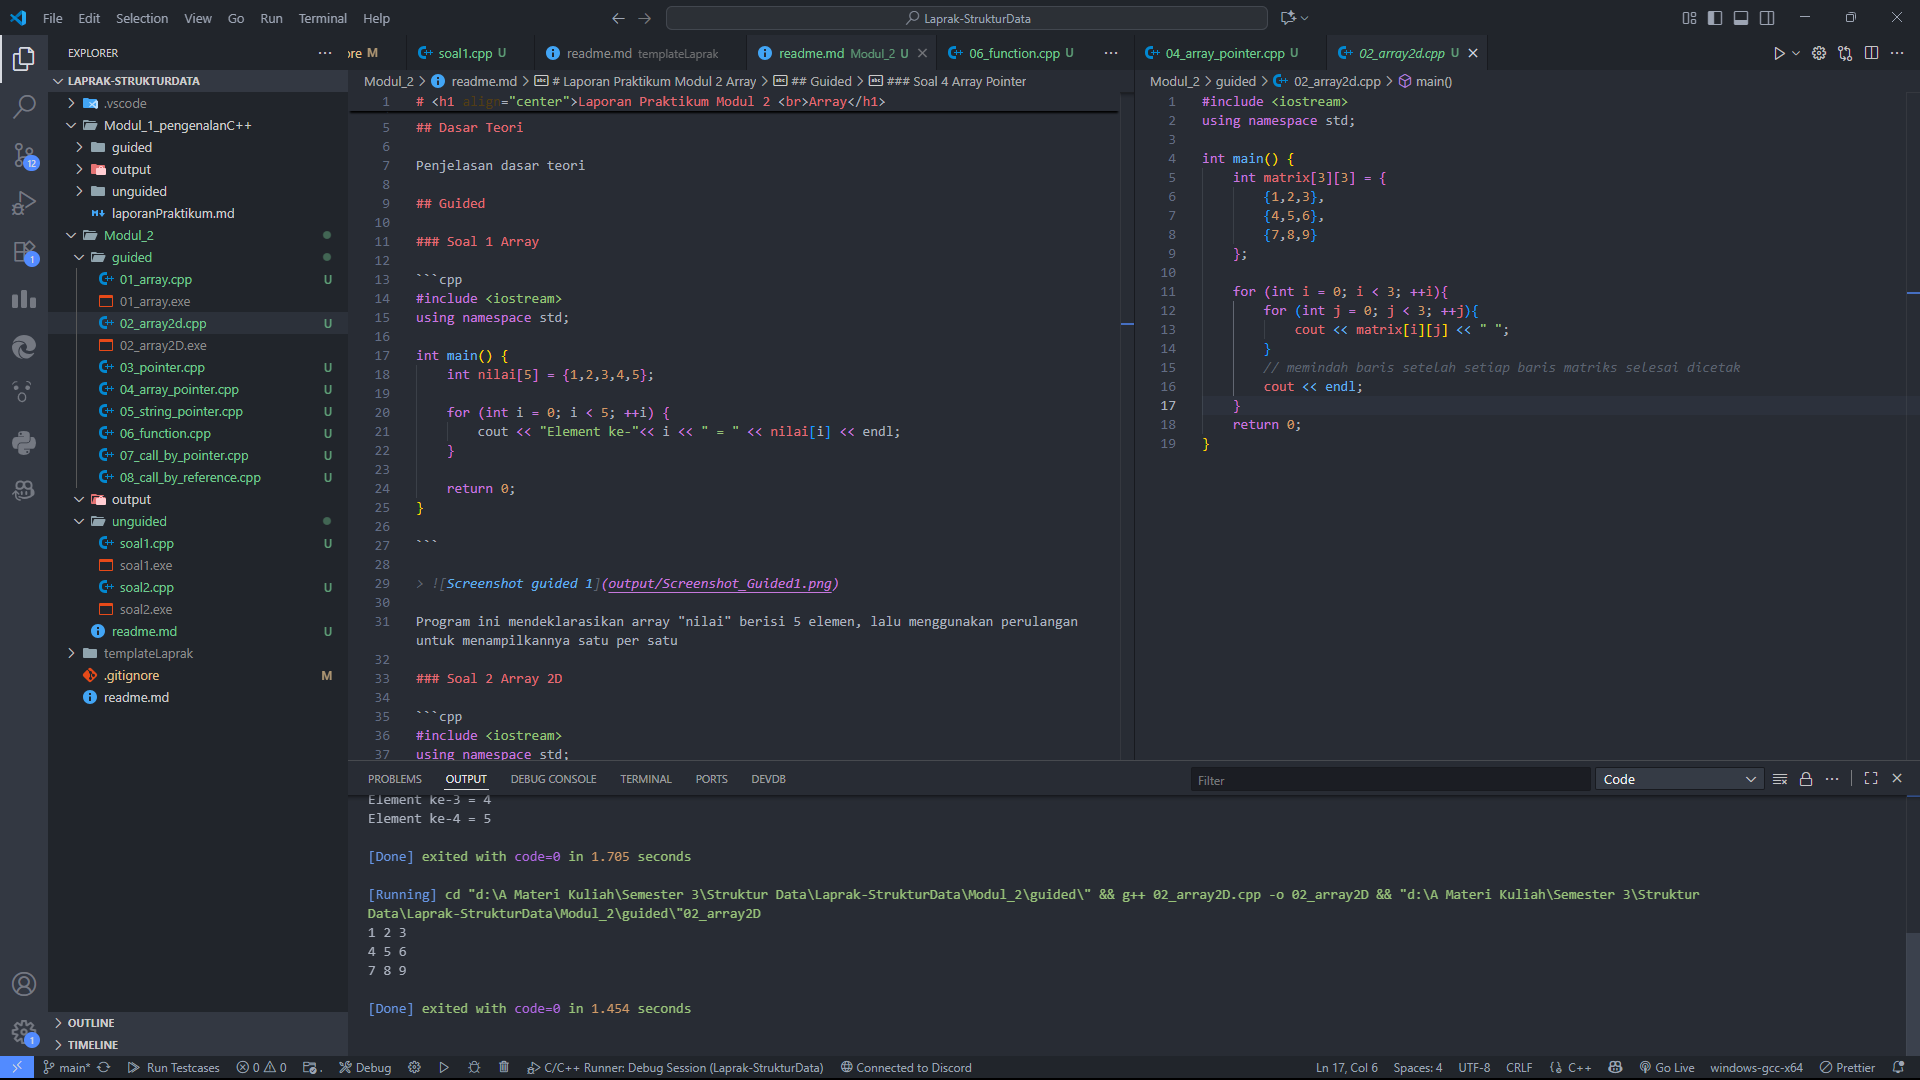 File Edit Selection View Go Run Terminal Help
Laprak-StrukturData
EXPLORER
LAPRAK-STRUKTURDATA
.vscode
Modul_1_pengenalanC++
guided
output
unguided
laporanPraktikum.md
Modul_2
guided
01_array.cpp U
01_array.exe
02_array2d.cpp U
02_array2D.exe
03_pointer.cpp U
04_array_pointer.cpp U
05_string_pointer.cpp U
06_function.cpp U
07_call_by_pointer.cpp U
08_call_by_reference.cpp U
output
unguided
soal1.cpp U
soal1.exe
soal2.cpp U
soal2.exe
readme.md U
templateLaprak
.gitignore M
readme.md
OUTLINE
TIMELINE
12
1
1
ore M soal1.cpp U readme.md templateLaprak readme.md Modul_2 U 06_function.cpp U
Modul_2 > readme.md > # Laporan Praktikum Modul 2 Array > ## Guided > ### Soal 4 Array Pointer
1 # <h1 align="center">Laporan Praktikum Modul 2 <br>Array</h1>
5 ## Dasar Teori
6
7 Penjelasan dasar teori
8
9 ## Guided
10
11 ### Soal 1 Array
12
13 ```cpp
14 #include <iostream>
15 using namespace std;
16
17 int main() {
18 int nilai[5] = {1,2,3,4,5};
19
20 for (int i = 0; i < 5; ++i) {
21 cout << "Element ke-"<< i << " = " << nilai[i] << endl;
22 }
23
24 return 0;
25 }
26
27 ```
28
29 > ![Screenshot guided 1](output/Screenshot_Guided1.png)
30
31 Program ini mendeklarasikan array "nilai" berisi 5 elemen, lalu menggunakan perulangan
untuk menampilkannya satu per satu
32
33 ### Soal 2 Array 2D
34
35 ```cpp
36 #include <iostream>
37 using namespace std;
04_array_pointer.cpp U 02_array2d.cpp U
Modul_2 > guided > 02_array2d.cpp > main()
1 #include <iostream>
2 using namespace std;
3
4 int main() {
5 int matrix[3][3] = {
6 {1,2,3},
7 {4,5,6},
8 {7,8,9}
9 };
10
11 for (int i = 0; i < 3; ++i){
12 for (int j = 0; j < 3; ++j){
13 cout << matrix[i][j] << " ";
14 }
15 // memindah baris setelah setiap baris matriks selesai dicetak
16 cout << endl;
17 }
18 return 0;
19 }
PROBLEMS OUTPUT DEBUG CONSOLE TERMINAL PORTS DEVDB
Filter
Code
Element ke-3 = 4
Element ke-4 = 5
[Done] exited with code=0 in 1.705 seconds
[Running] cd "d:\A Materi Kuliah\Semester 3\Struktur Data\Laprak-StrukturData\Modul_2\guided\" && g++ 02_array2D.cpp -o 02_array2D && "d:\A Materi Kuliah\Semester 3\Struktur
Data\Laprak-StrukturData\Modul_2\guided\"02_array2D
1 2 3
4 5 6
7 8 9
[Done] exited with code=0 in 1.454 seconds
main* Run Testcases 0 0 Debug C/C++ Runner: Debug Session (Laprak-StrukturData) Connected to Discord Ln 17, Col 6 Spaces: 4 UTF-8 CRLF {} C++ Go Live windows-gcc-x64 Prettier